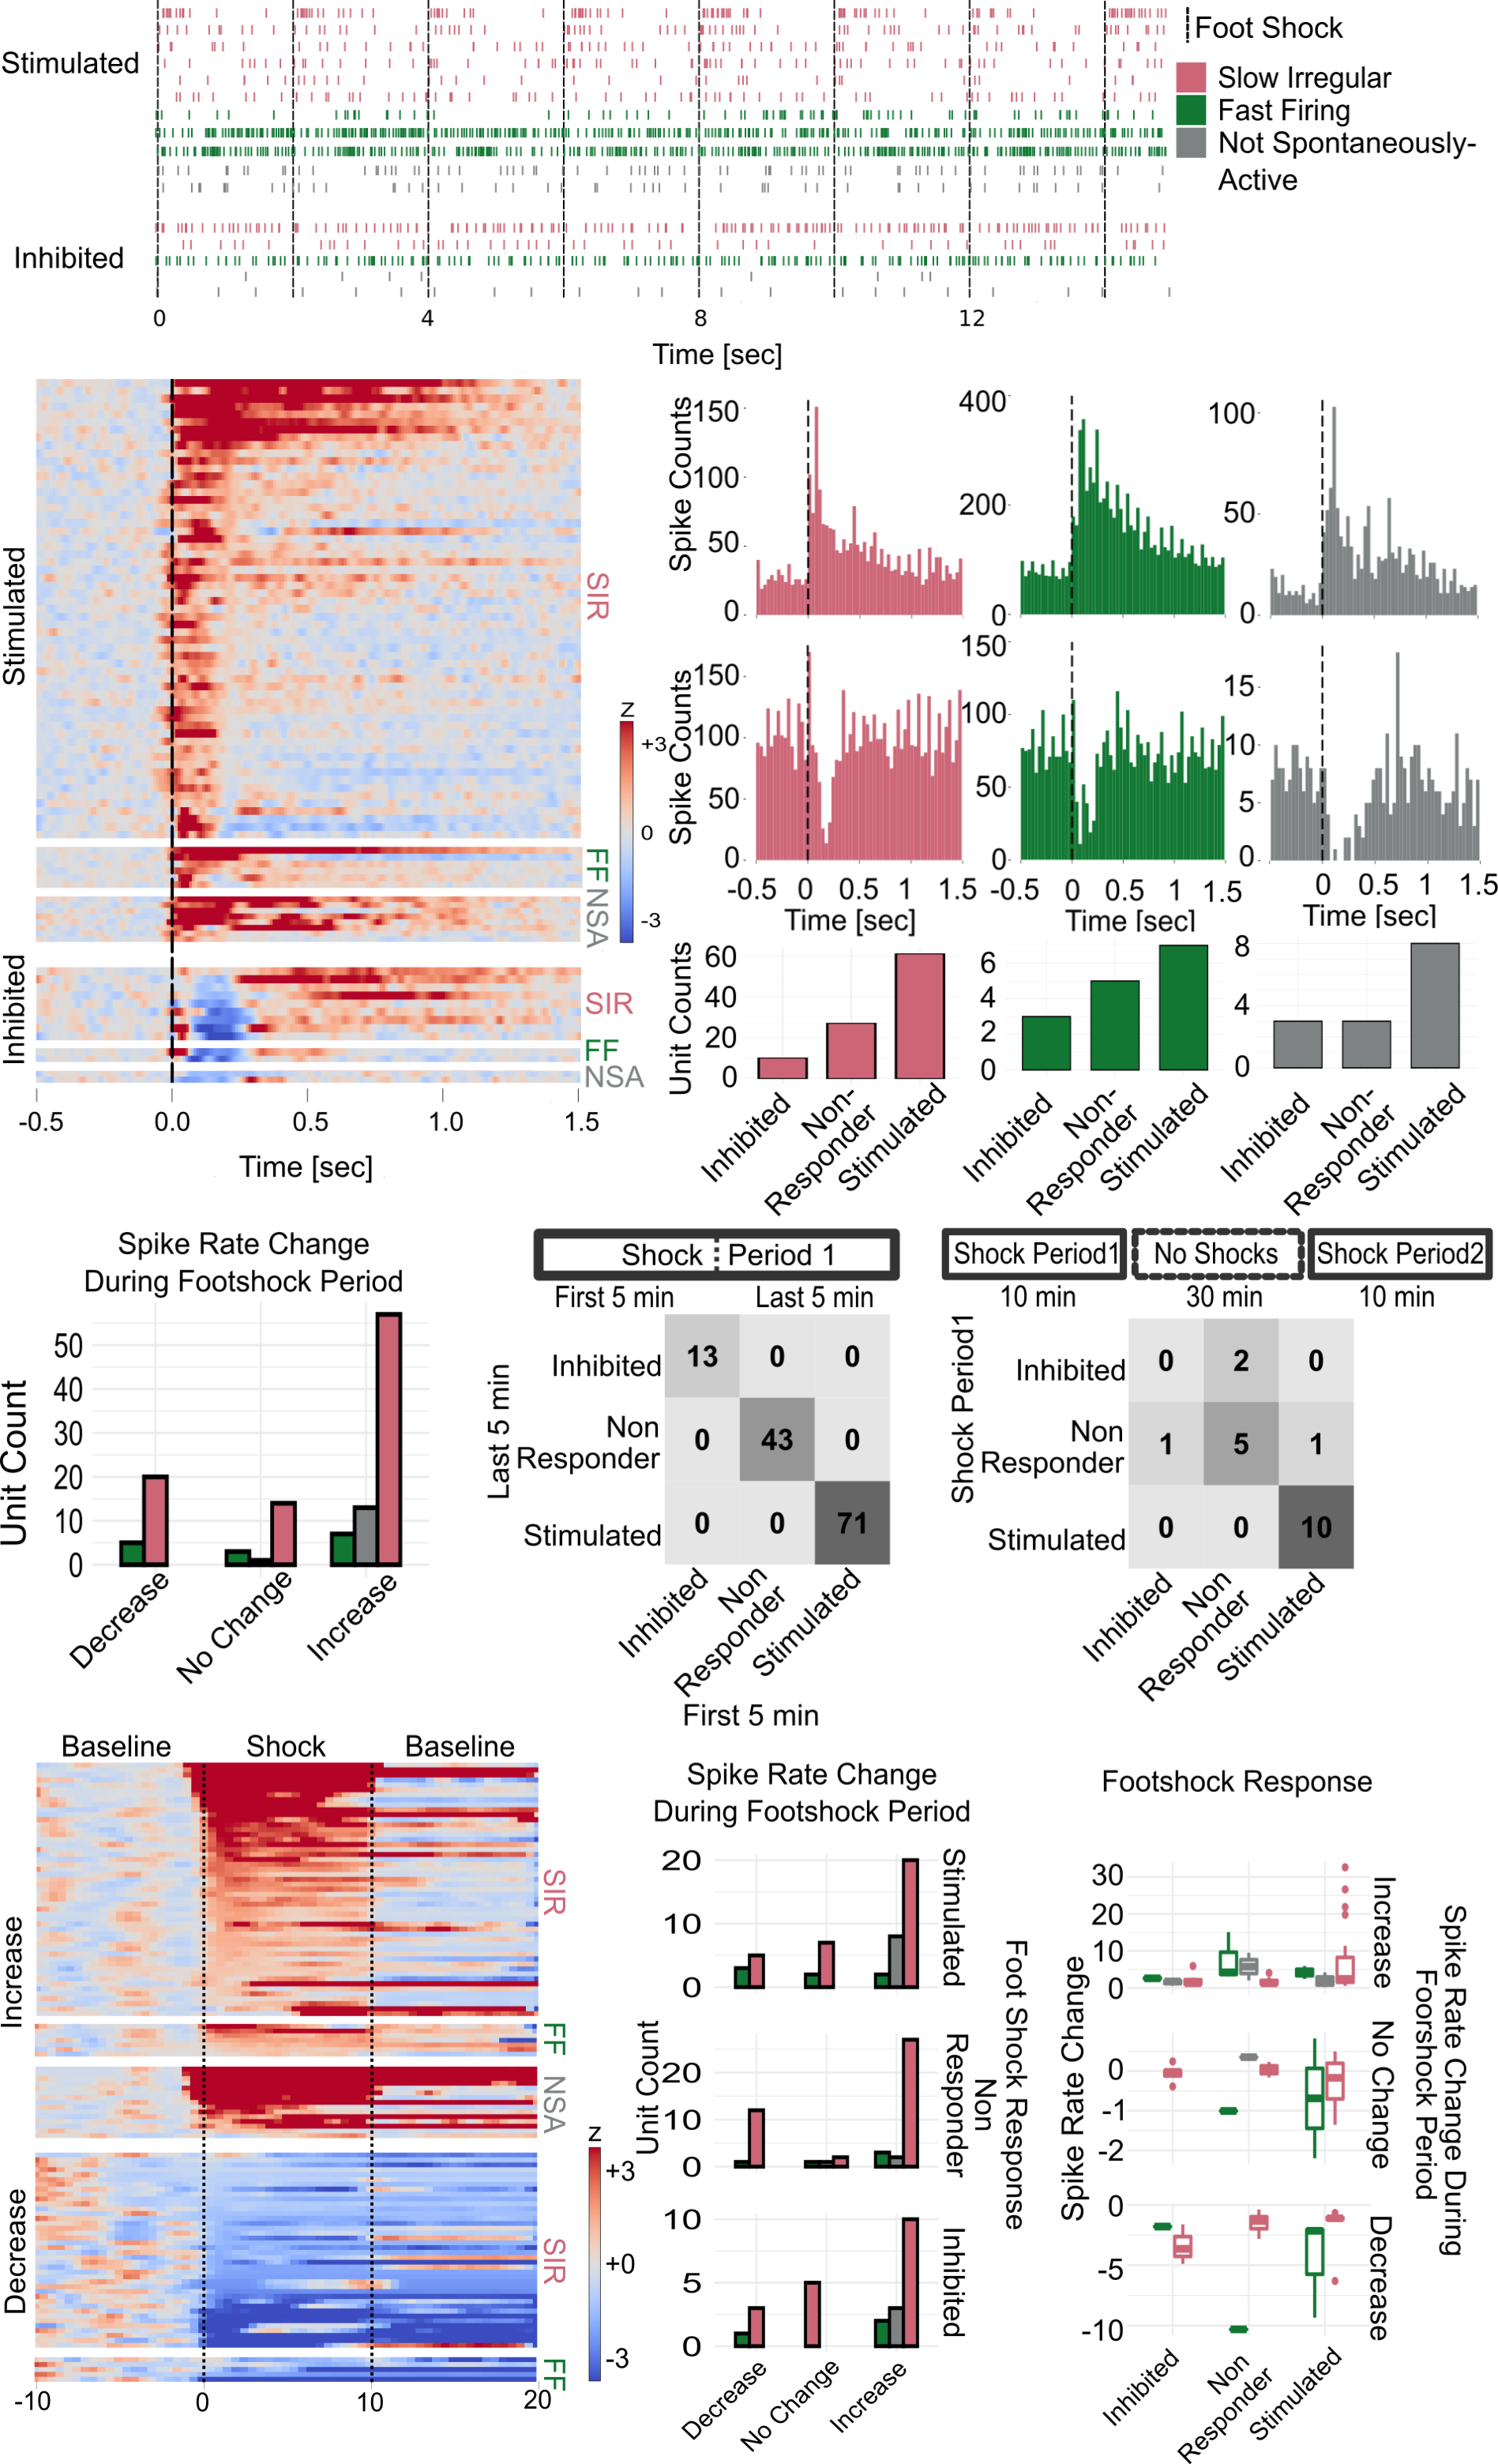 Stimulated
Inhibited
Foot Shock
Slow Irregular
Fast Firing
Not Spontaneously-
Active
0
4
8
12
Time [sec]
Stimulated
Inhibited
SIR
FF
NSA
SIR
FF
NSA
z
+3
0
-3
-0.5
0.0
0.5
1.0
1.5
Time [sec]
Spike Counts
150
100
50
0
400
200
0
100
50
0
Spike Counts
150
100
50
0
150
100
50
0
15
10
5
0
-0.5
0
0.5
1
1.5
Time [sec]
-0.5
0
0.5
1
1.5
Time [sec]
0
0.5
1
1.5
Time [sec]
Unit Counts
60
40
20
0
Inhibited
Non-
Responder
Stimulated
6
4
2
0
Inhibited
Non-
Responder
Stimulated
8
4
0
Inhibited
Non-
Responder
Stimulated
Spike Rate Change
During Footshock Period
Unit Count
50
40
30
20
10
0
Decrease
No Change
Increase
Shock Period 1
First 5 min
Last 5 min
Last 5 min
Inhibited
13 0 0
Non
Responder
0 43 0
Stimulated
0 0 71
Inhibited
Non
Responder
Stimulated
First 5 min
Shock Period1
No Shocks
Shock Period2
10 min
30 min
10 min
Shock Period1
Inhibited
0 2 0
Non
Responder
1 5 1
Stimulated
0 0 10
Inhibited
Non
Responder
Stimulated
Baseline
Shock
Baseline
Increase
Decrease
SIR
FF
NSA
SIR
FF
z
+3
+0
-3
-10
0
10
20
Spike Rate Change
During Footshock Period
Unit Count
20
10
0
Stimulated
20
10
0
Non
Responder
10
5
0
Inhibited
Foot Shock Response
Decrease
No Change
Increase
Footshock Response
Spike Rate Change
30
20
10
0
Increase
0
-1
-2
No Change
0
-5
-10
Decrease
Spike Rate Change During
Foorshock Period
Inhibited
Non
Responder
Stimulated